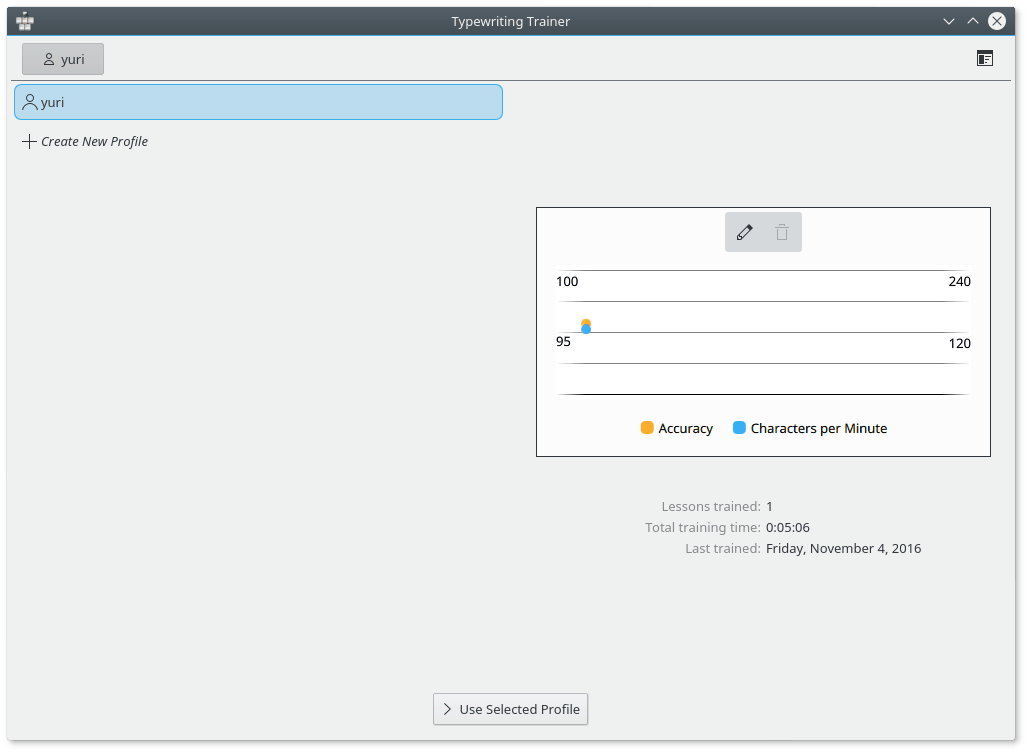 Typewriting Trainer
yuri
yuri
Create New Profile
100 240
95 120
Accuracy Characters per Minute
Lessons trained: 1
Total training time: 0:05:06
Last trained: Friday, November 4, 2016
Use Selected Profile